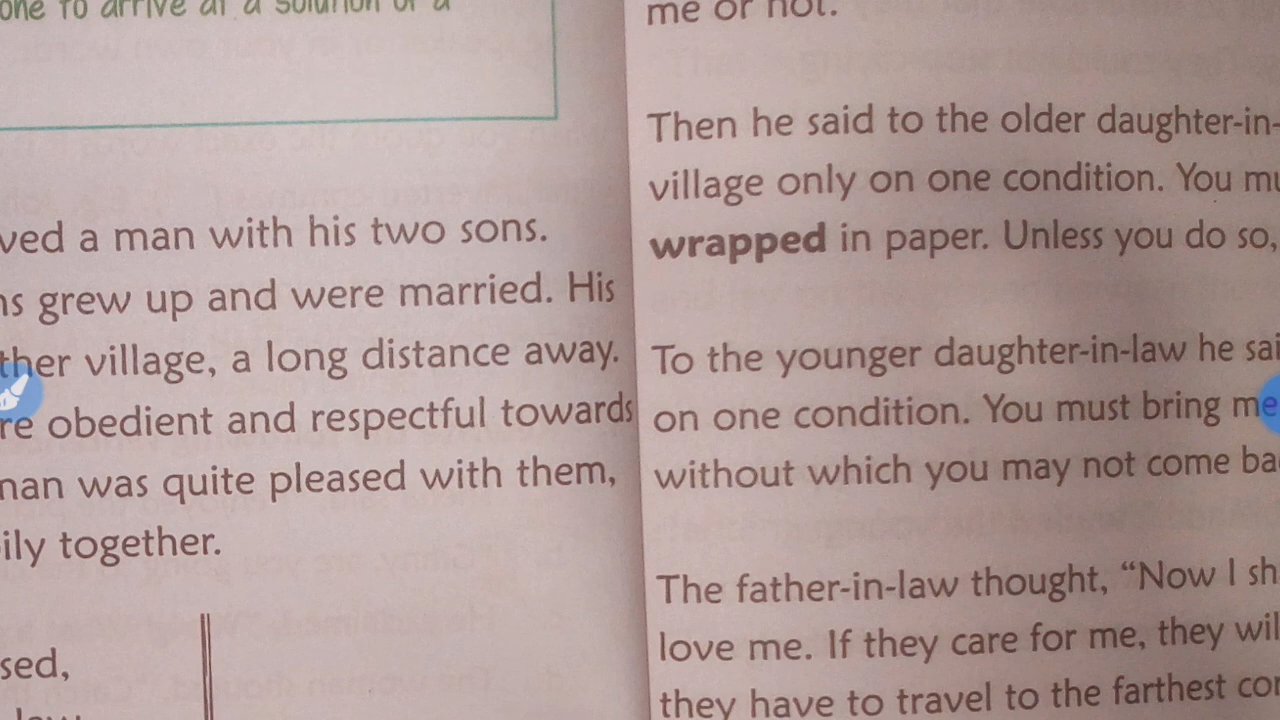 one to arrive at a solution of a
ved a man with his two sons.
ns grew up and were married. His
ther village, a long distance away.
re obedient and respectful towards
man was quite pleased with them,
ily together.
sed,
me or not.
Then he said to the older daughter-in-
village only on one condition. You mu
wrapped in paper. Unless you do so,
To the younger daughter-in-law he sai
on one condition. You must bring me
without which you may not come ba
The father-in-law thought, “Now I sh
love me. If they care for me, they wil
they have to travel to the farthest cor